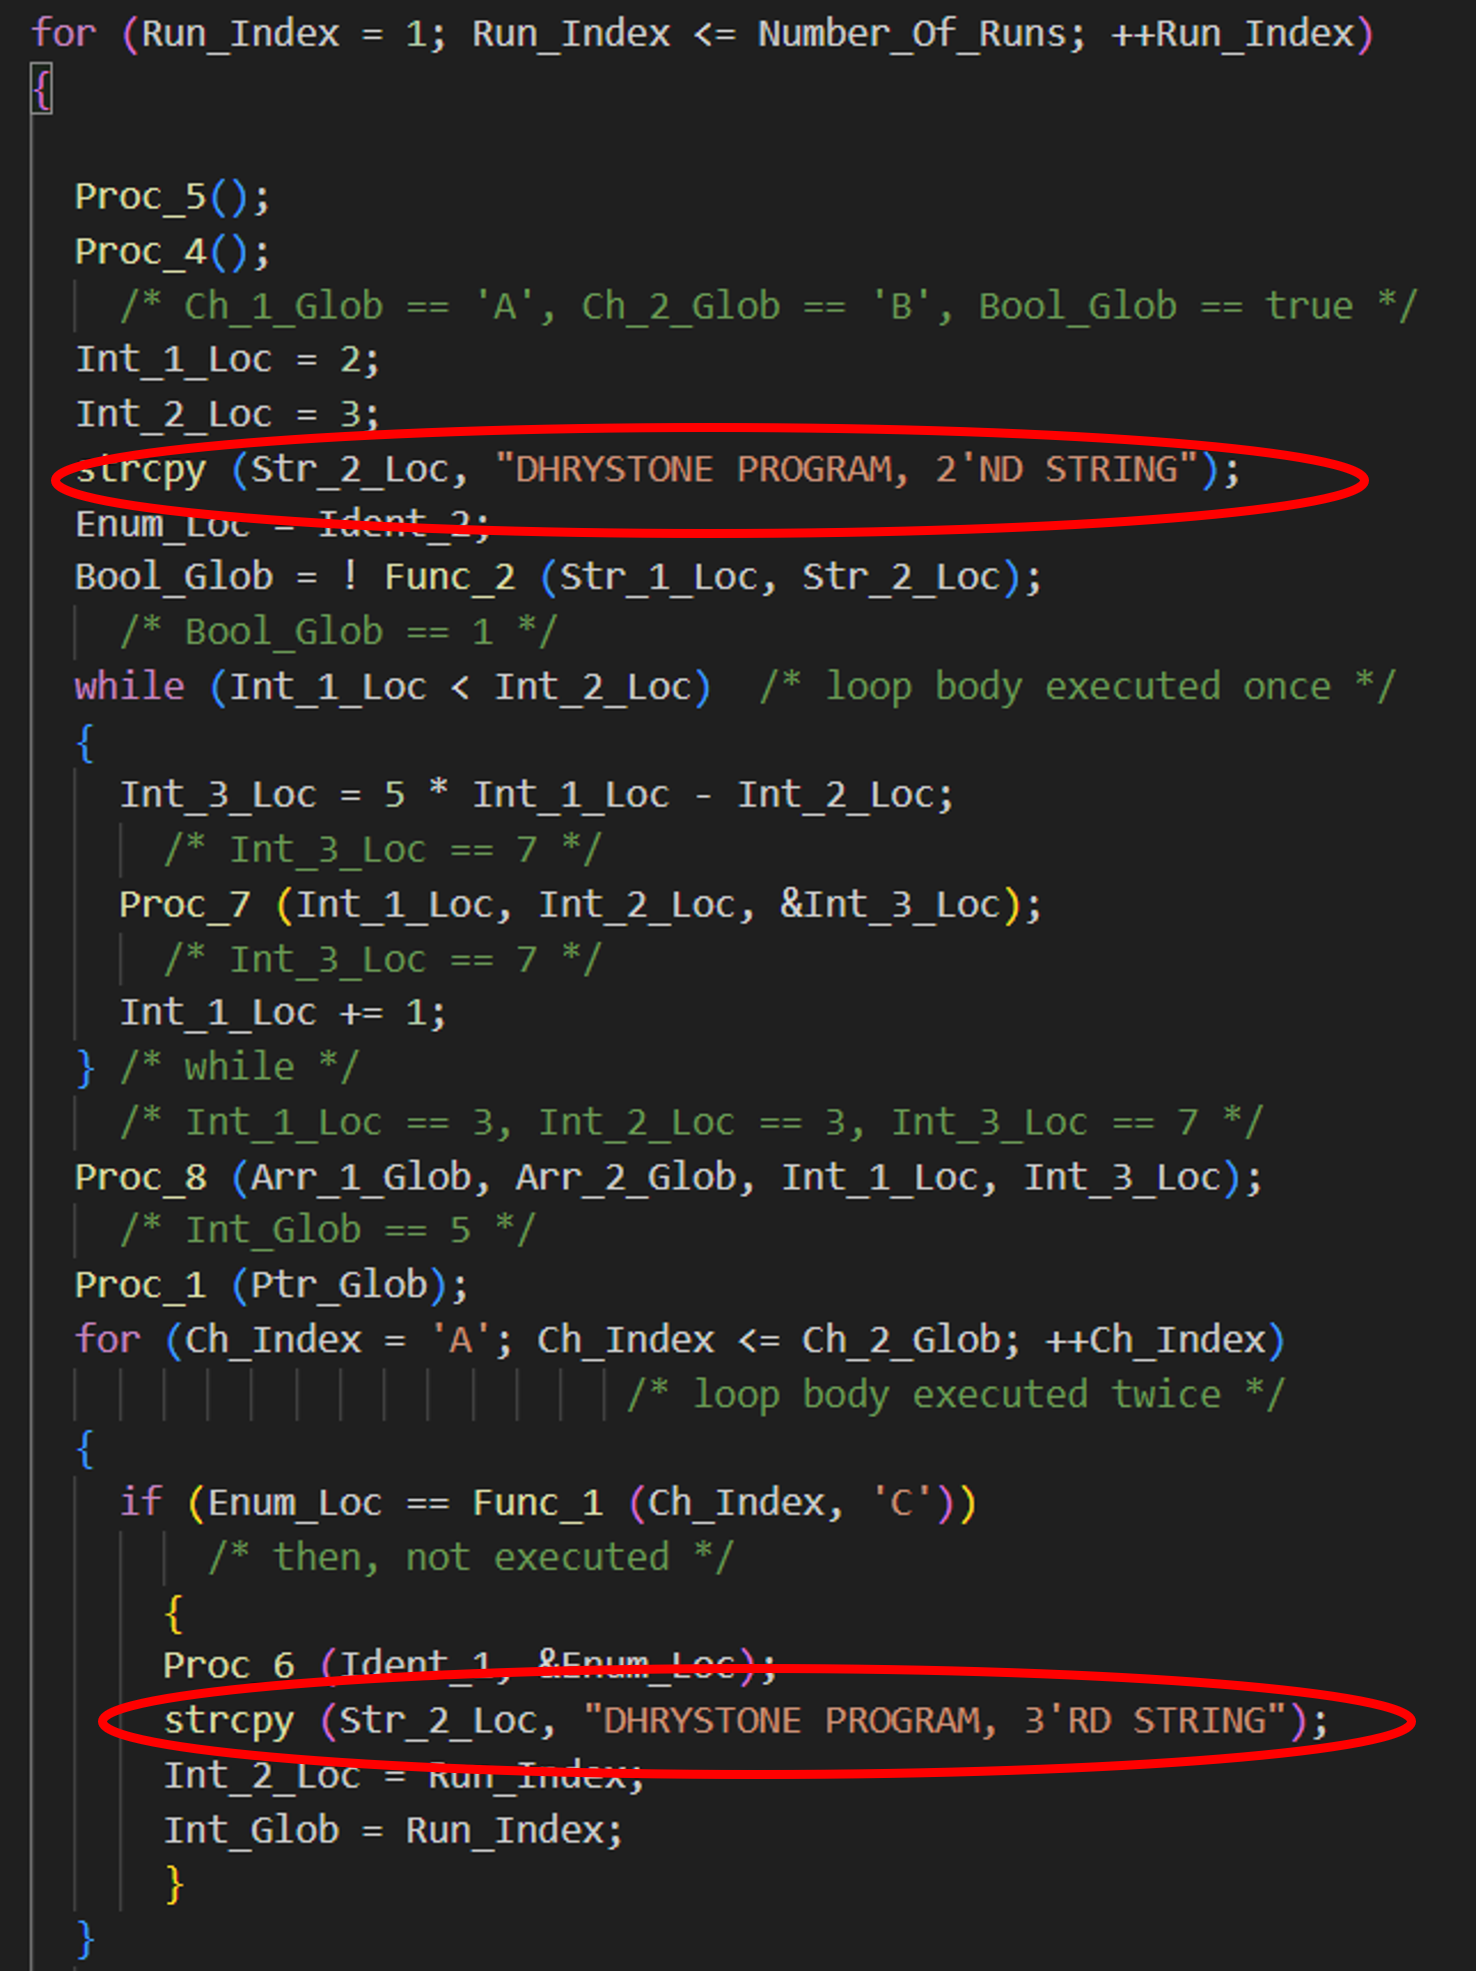 for (Run_Index = 1; Run_Index <= Number_Of_Runs; ++Run_Index)
{
Proc_5();
Proc_4();
/* Ch_1_Glob == 'A', Ch_2_Glob == 'B', Bool_Glob == true */
Int_1_Loc = 2;
Int_2_Loc = 3;
strcpy (Str_2_Loc, "DHRYSTONE PROGRAM, 2'ND STRING");
Enum_Loc = Ident_2;
Bool_Glob = ! Func_2 (Str_1_Loc, Str_2_Loc);
/* Bool_Glob == 1 */
while (Int_1_Loc < Int_2_Loc)  /* loop body executed once */
{
Int_3_Loc = 5 * Int_1_Loc - Int_2_Loc;
/* Int_3_Loc == 7 */
Proc_7 (Int_1_Loc, Int_2_Loc, &Int_3_Loc);
/* Int_3_Loc == 7 */
Int_1_Loc += 1;
} /* while */
/* Int_1_Loc == 3, Int_2_Loc == 3, Int_3_Loc == 7 */
Proc_8 (Arr_1_Glob, Arr_2_Glob, Int_1_Loc, Int_3_Loc);
/* Int_Glob == 5 */
Proc_1 (Ptr_Glob);
for (Ch_Index = 'A'; Ch_Index <= Ch_2_Glob; ++Ch_Index)
/* loop body executed twice */
{
if (Enum_Loc == Func_1 (Ch_Index, 'C'))
/* then, not executed */
{
Proc_6 (Ident_1, &Enum_Loc);
strcpy (Str_2_Loc, "DHRYSTONE PROGRAM, 3'RD STRING");
Int_2_Loc = Run_Index;
Int_Glob = Run_Index;
}
}